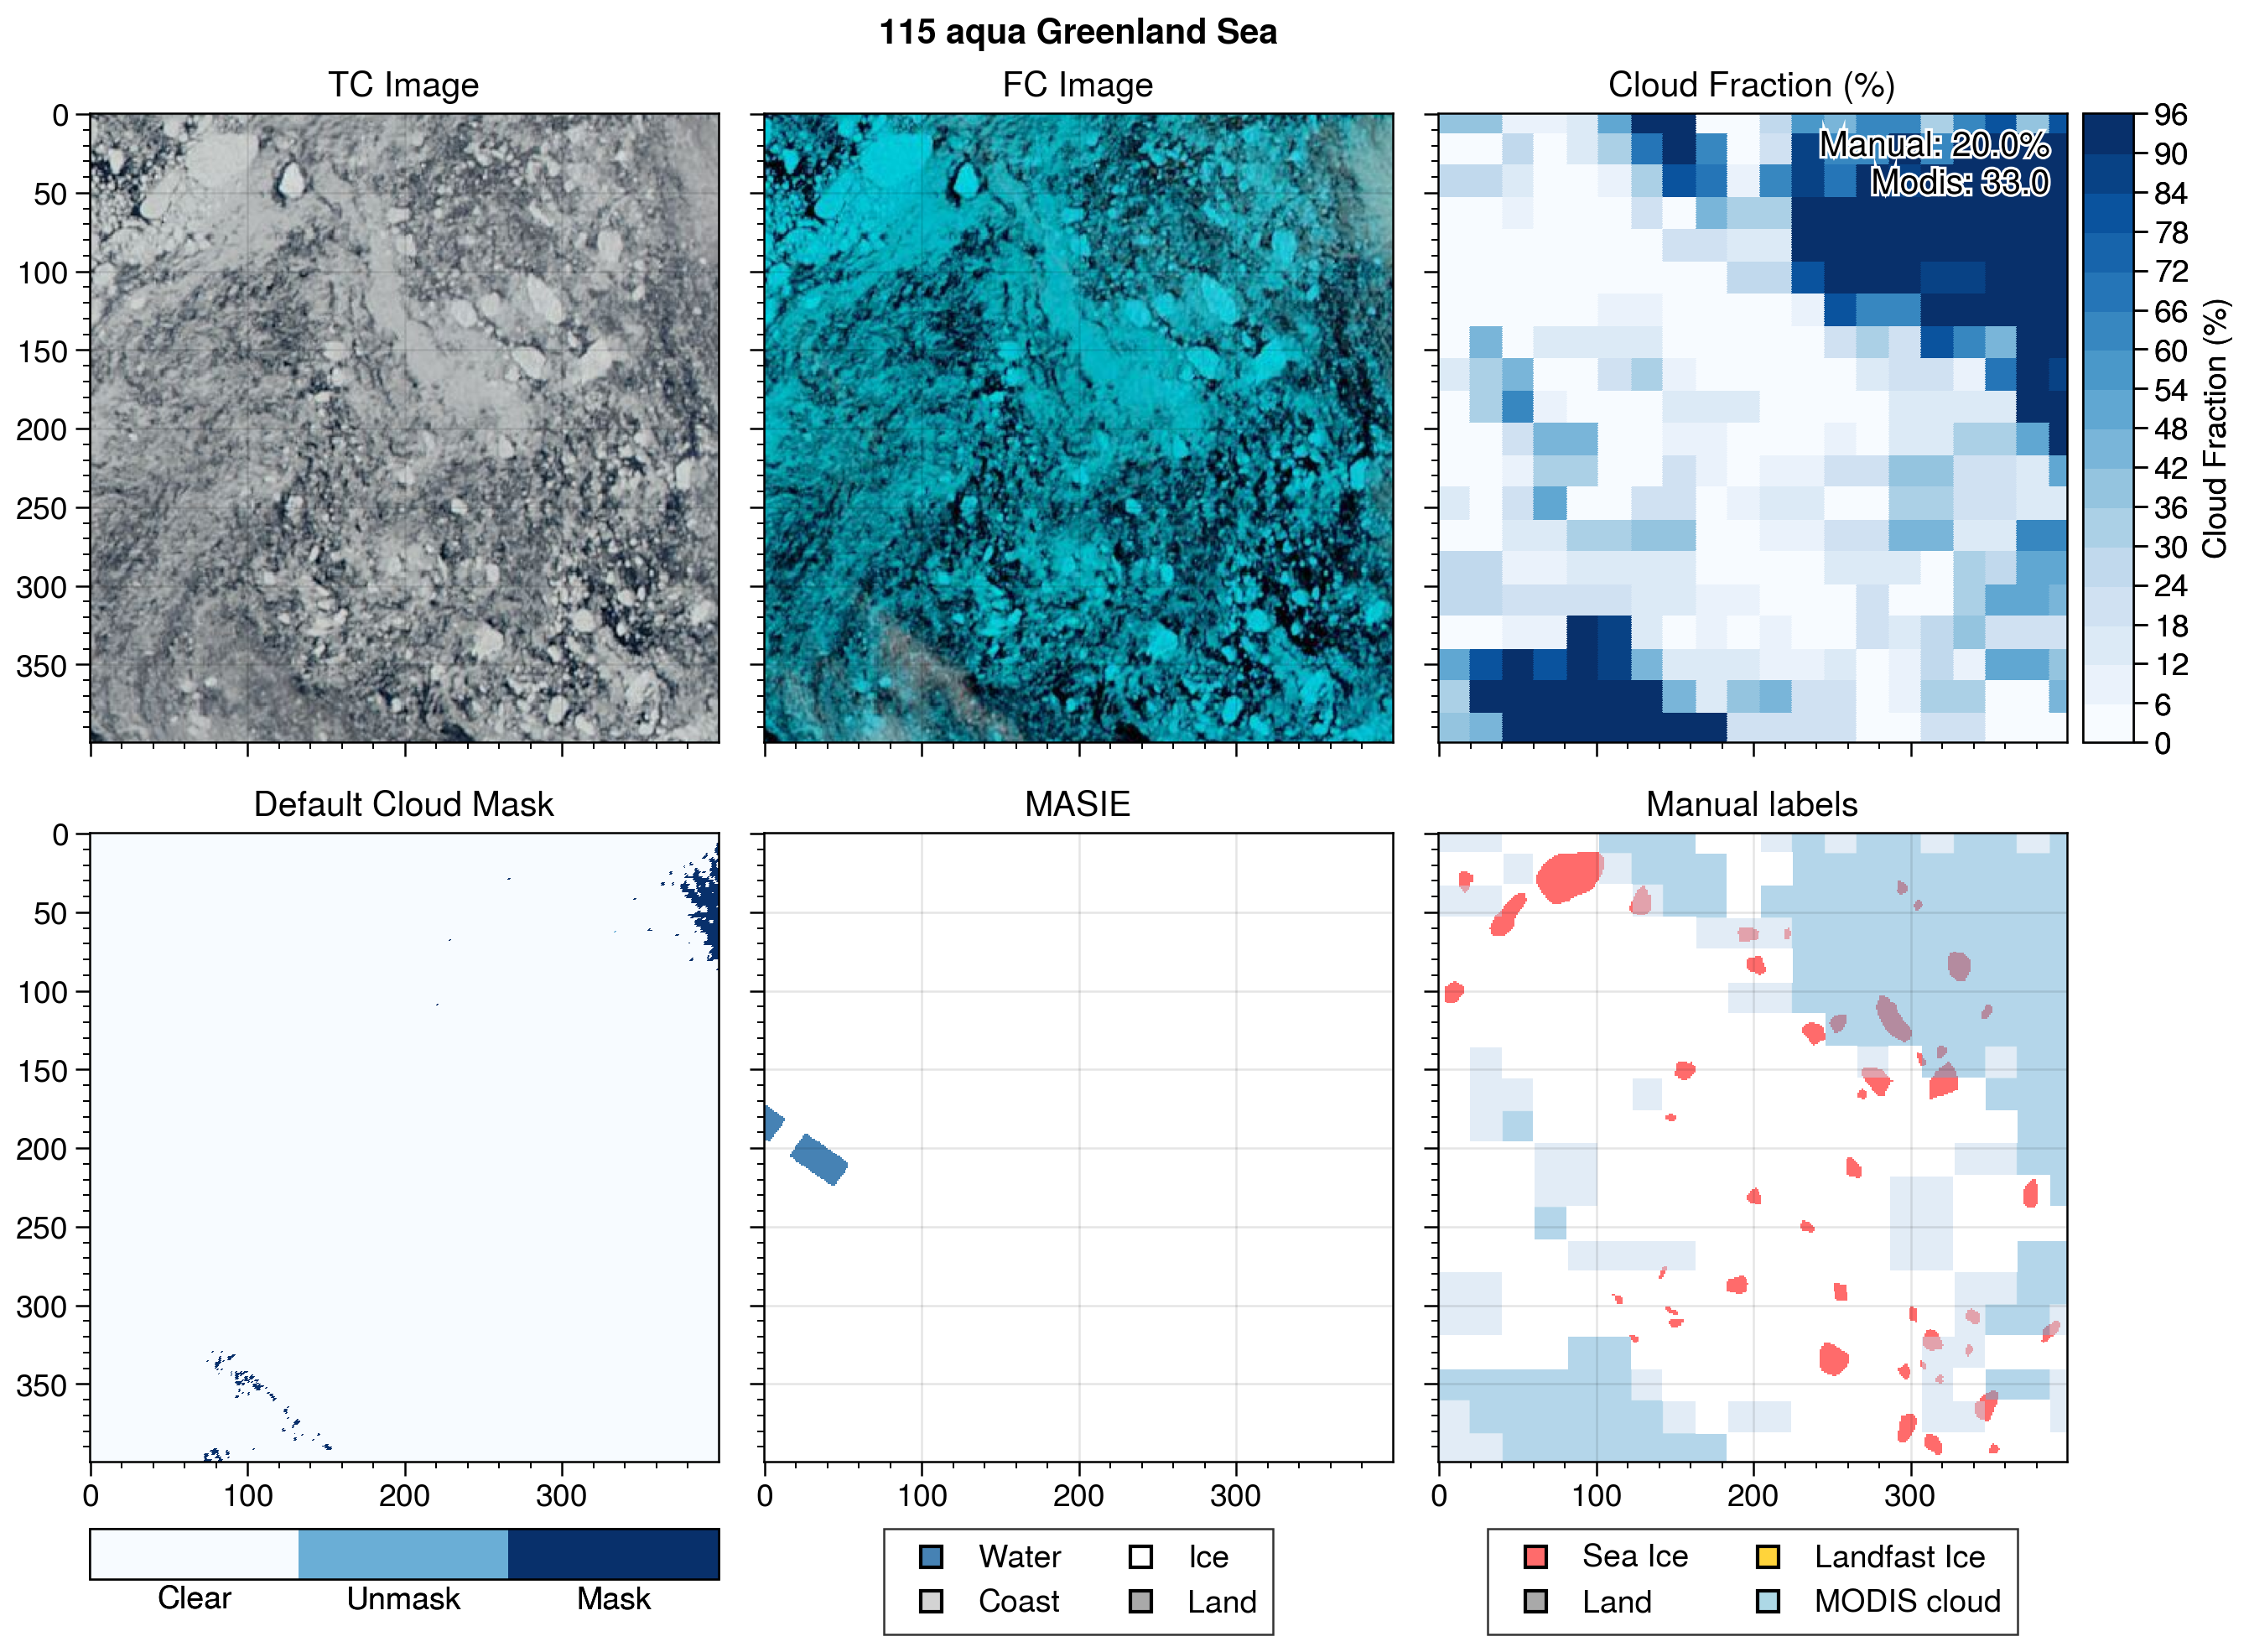 115 aqua Greenland Sea
TC Image
FC Image
Cloud Fraction (%)
0
50
100
150
200
250
300
350
Manual: 20.0%
Modis: 33.0
96
90
84
78
72
66
60
54
48
42
36
30
24
18
12
6
0
Cloud Fraction (%)
Default Cloud Mask
MASIE
Manual labels
0
50
100
150
200
250
300
350
0 100 200 300
0 100 200 300
0 100 200 300
Clear Unmask Mask
Water Ice
Coast Land
Sea Ice Landfast Ice
Land MODIS cloud